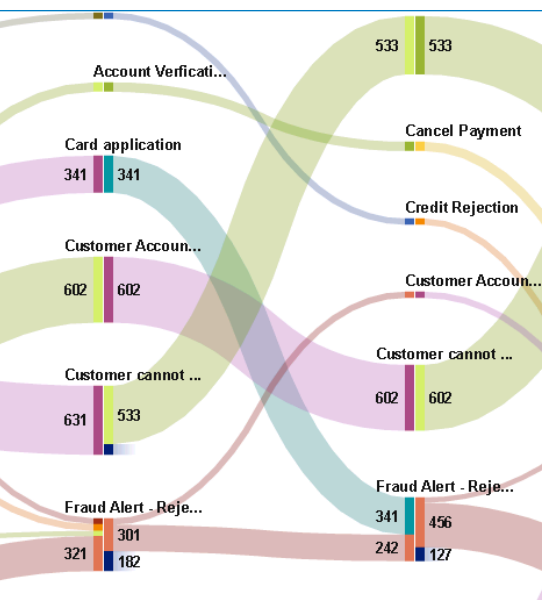 533 533
Account Verficati...
Cancel Payment
Card application
341 341
Credit Rejection
Customer Accoun...
602 602
Customer Accoun...
Customer cannot ...
602 602
Customer cannot ...
631 533
Fraud Alert - Reje...
341 456
242 127
Fraud Alert - Reje...
301
321 182